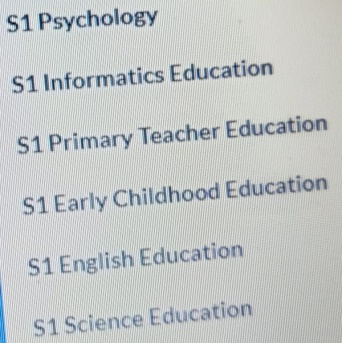 S1 Psychology
S1 Informatics Education
S1 Primary Teacher Education
S1 Early Childhood Education
S1 English Education
S1 Science Education